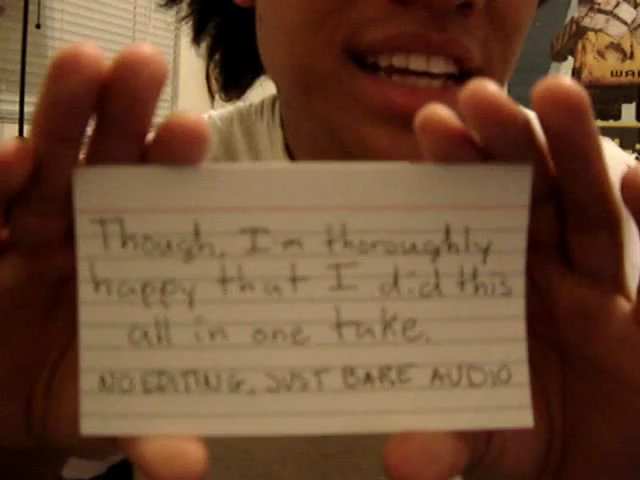 Though, I'm thoroughly
happy that I did this
all in one take.
NO EDITING. JUST BARE AUDIO